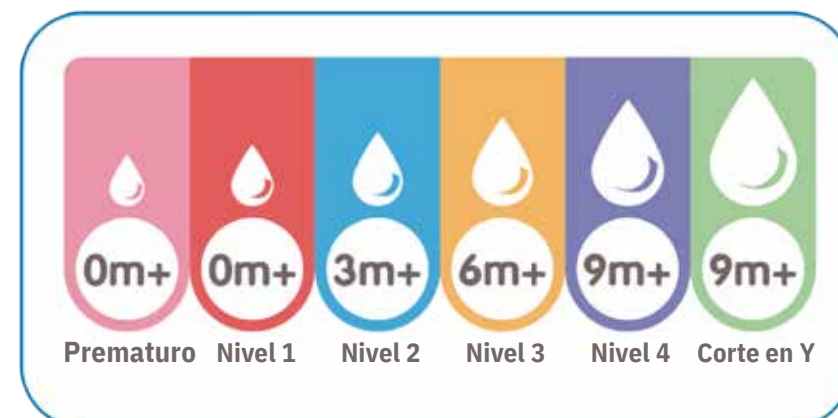 0m+ 0m+ 3m+ 6m+ 9m+ 9m+
Prematuro Nivel 1 Nivel 2 Nivel 3 Nivel 4 Corte en Y